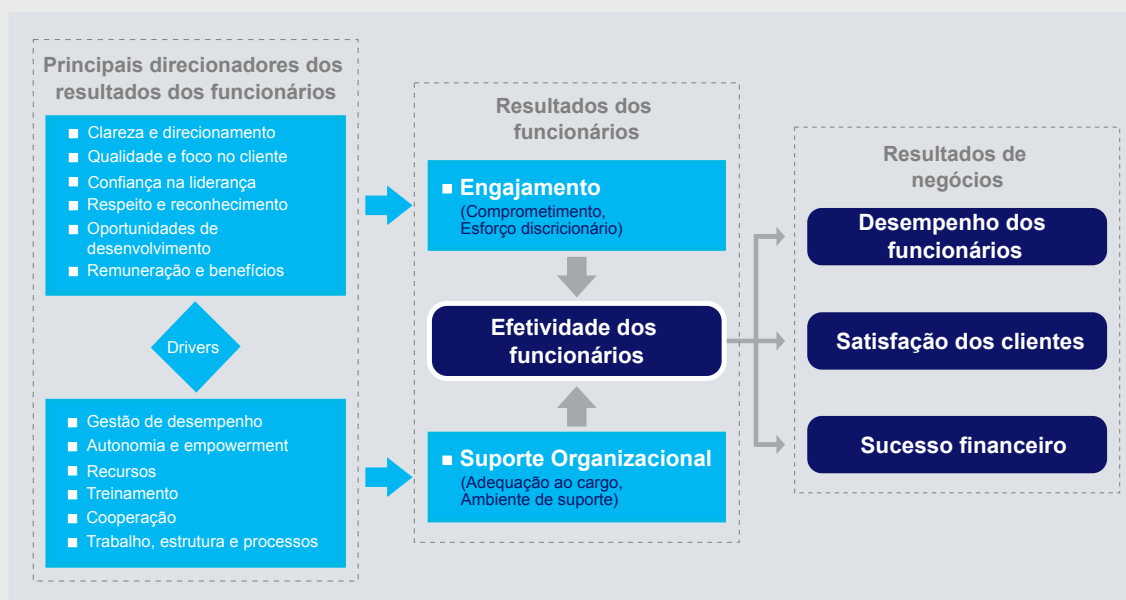 Principais direcionadores dos
resultados dos funcionários
Clareza e direcionamento
Qualidade e foco no cliente
Confiança na liderança
Respeito e reconhecimento
Oportunidades de
desenvolvimento
Remuneração e benefícios
Drivers
Gestão de desempenho
Autonomia e empowerment
Recursos
Treinamento
Cooperação
Trabalho, estrutura e processos
Resultados dos
funcionários
Engajamento
(Comprometimento,
Esforço discricionário)
Efetividade dos
funcionários
Suporte Organizacional
(Adequação ao cargo,
Ambiente de suporte)
Resultados de
negócios
Desempenho dos
funcionários
Satisfação dos clientes
Sucesso financeiro